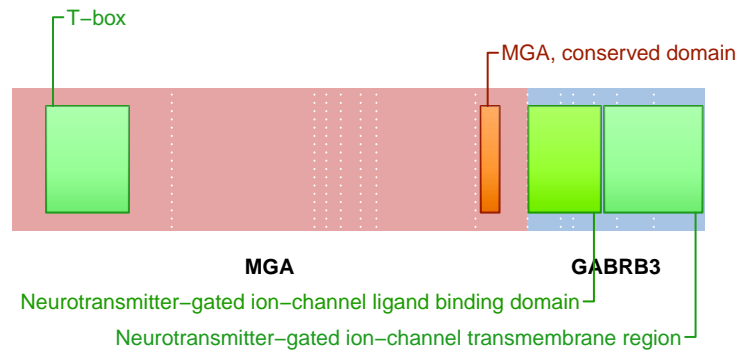 T−box
MGA, conserved domain
MGA
GABRB3
Neurotransmitter−gated ion−channel ligand binding domain
Neurotransmitter−gated ion−channel transmembrane region